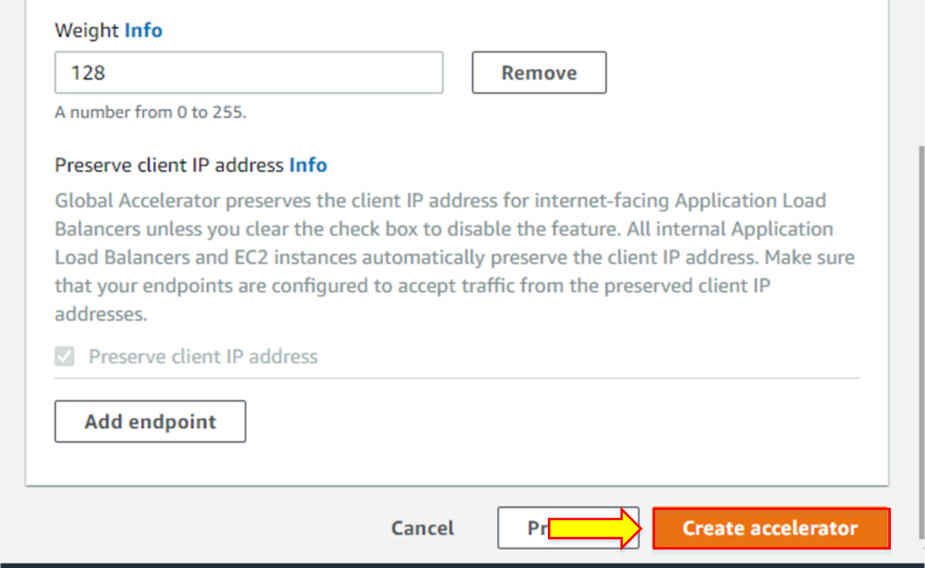 Weight Info
128
Remove
A number from 0 to 255.
Preserve client IP address Info
Global Accelerator preserves the client IP address for internet-facing Application Load
Balancers unless you clear the check box to disable the feature. All internal Application
Load Balancers and EC2 instances automatically preserve the client IP address. Make sure
that your endpoints are configured to accept traffic from the preserved client IP
addresses.
Preserve client IP address
Add endpoint
Cancel
Create accelerator